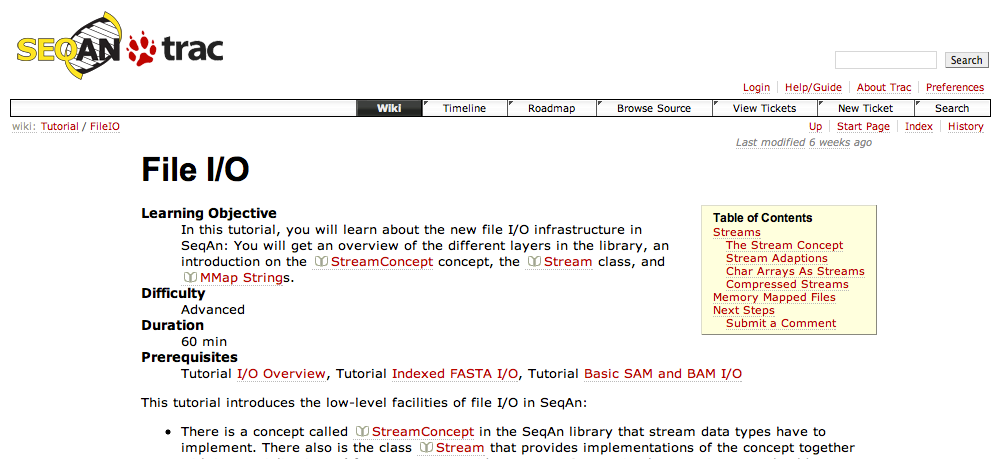 SEQAN trac
Search
Login Help/Guide About Trac Preferences
Wiki Timeline Roadmap Browse Source View Tickets New Ticket Search
wiki: Tutorial / FileIO
Up Start Page Index History
Last modified 6 weeks ago
File I/O
Learning Objective
In this tutorial, you will learn about the new file I/O infrastructure in
SeqAn: You will get an overview of the different layers in the library, an
introduction on the StreamConcept concept, the Stream class, and
MMap Strings.
Difficulty
Advanced
Duration
60 min
Prerequisites
Tutorial I/O Overview, Tutorial Indexed FASTA I/O, Tutorial Basic SAM and BAM I/O
Table of Contents
Streams
The Stream Concept
Stream Adaptions
Char Arrays As Streams
Compressed Streams
Memory Mapped Files
Next Steps
Submit a Comment
This tutorial introduces the low-level facilities of file I/O in SeqAn:
• There is a concept called StreamConcept in the SeqAn library that stream data types have to
implement. There also is the class Stream that provides implementations of the concept together